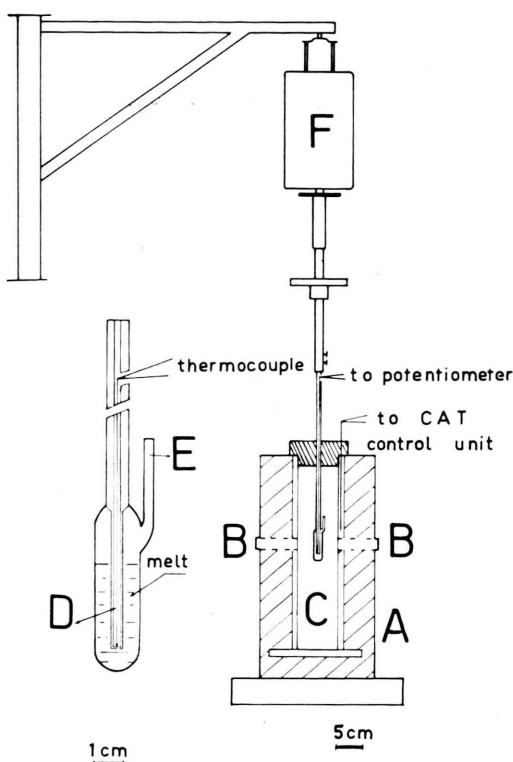 F
thermocouple
to potentiometer
to CAT
control unit
E
B
B
melt
D
C
A
1cm
5cm